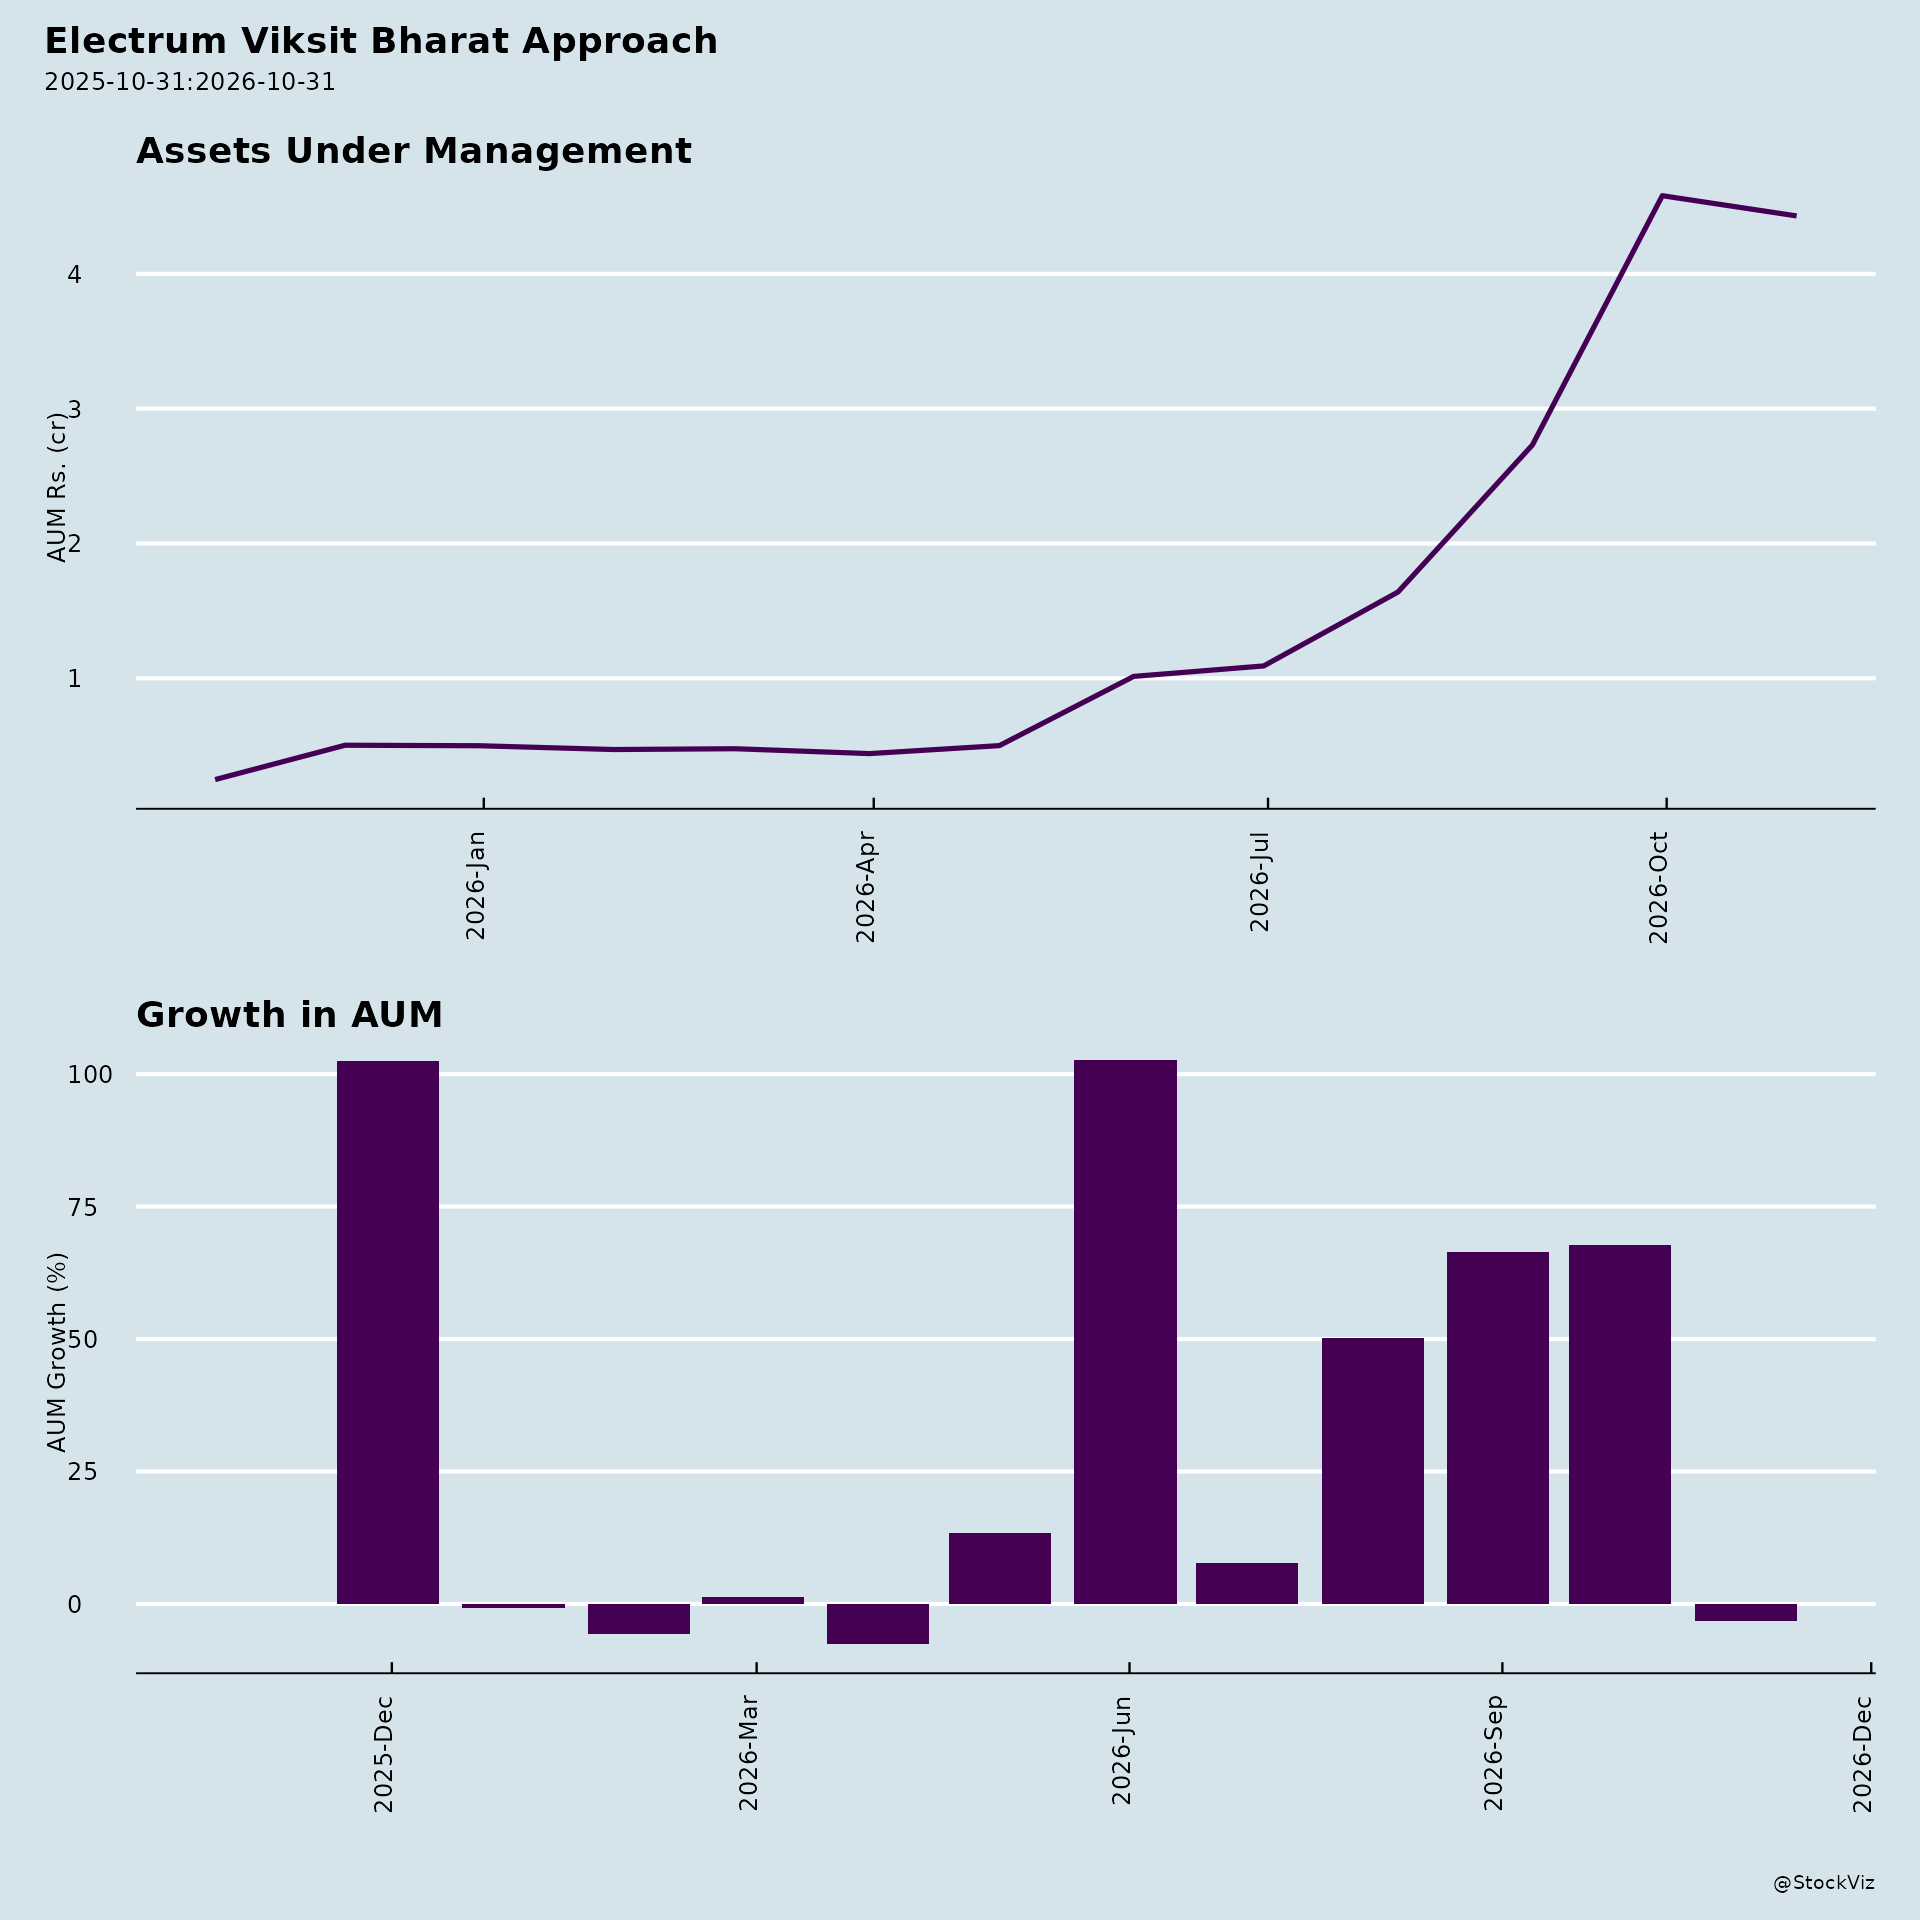 Electrum Viksit Bharat Approach
2025-10-31:2026-10-31
Assets Under Management
AUM Rs. (cr)
4
3
2
1
2026-Jan
2026-Apr
2026-Jul
2026-Oct
Growth in AUM
AUM Growth (%)
100
75
50
25
0
2025-Dec
2026-Mar
2026-Jun
2026-Sep
2026-Dec
@StockViz